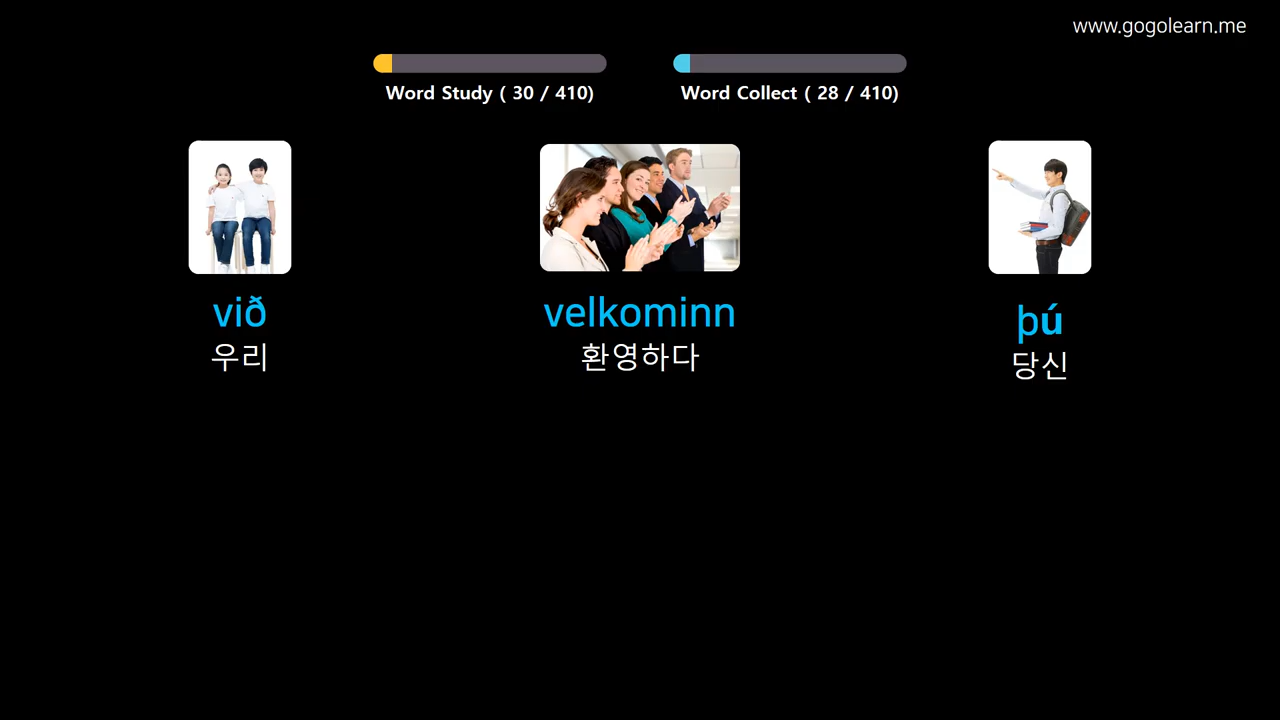 www.gogolearn.me
Word Study ( 30 / 410)
Word Collect ( 28 / 410)
við
우리
velkominn
환영하다
þú
당신